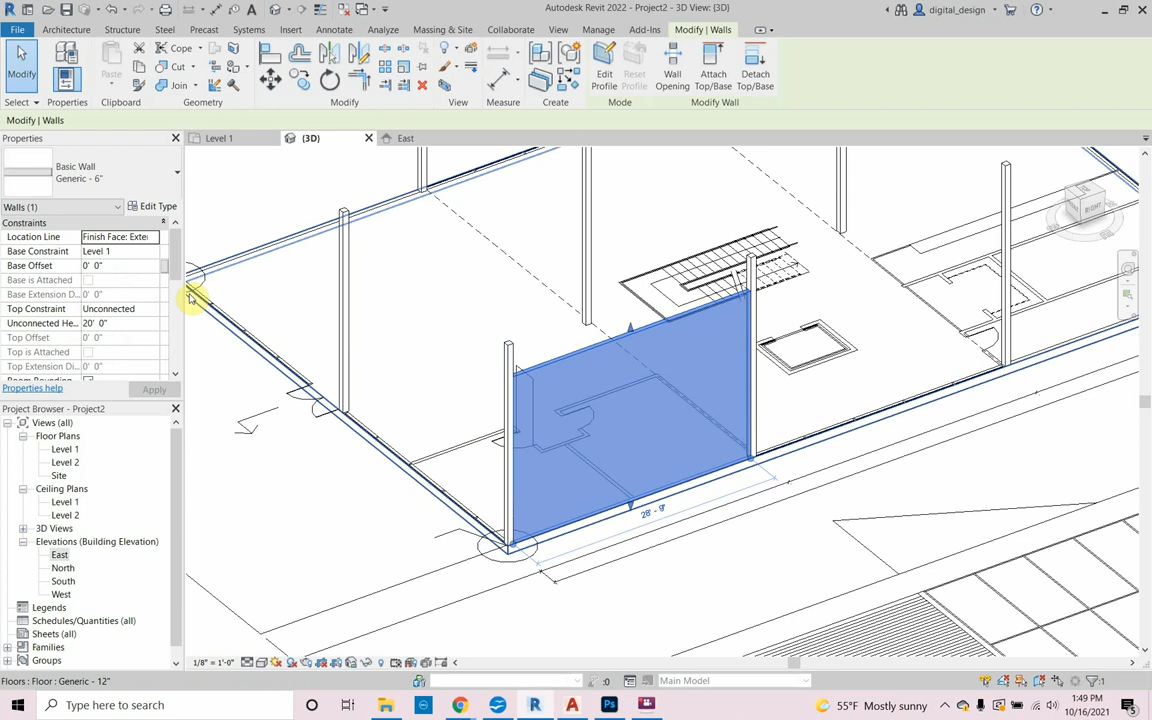 Autodesk Revit 2022 - Project2 - 3D View: {3D}
digital_design
File Architecture Structure Steel Precast Systems Insert Annotate Analyze Massing & Site Collaborate View Manage Add-Ins Modify | Walls
Modify
Paste
Cope
Cut
Join
Edit Profile
Reset Profile
Wall Opening
Attach Top/Base
Detach Top/Base
Select Properties Clipboard Geometry Modify View Measure Create Mode Modify Wall
Modify | Walls
Properties
Level 1
{3D}
East
Basic Wall
Generic - 6"
Walls (1)
Edit Type
Constraints
Location Line Finish Face: Exte
Base Constraint Level 1
Base Offset 0' 0"
Base is Attached
Base Extension D...
Top Constraint Unconnected
Unconnected He... 20' 0"
Top Offset
Top is Attached
Top Extension Di...
Room Bounding
Properties help
Apply
Project Browser - Project2
Views (all)
Floor Plans
Level 1
Level 2
Site
Ceiling Plans
Level 1
Level 2
3D Views
Elevations (Building Elevation)
East
North
South
West
Legends
Schedules/Quantities (all)
Sheets (all)
Families
Groups
RIGHT
28' - 9"
1/8" = 1'-0"
Floors : Floor : Generic - 12"
:0
Main Model
:1
Type here to search
55°F Mostly sunny
1:49 PM
10/16/2021